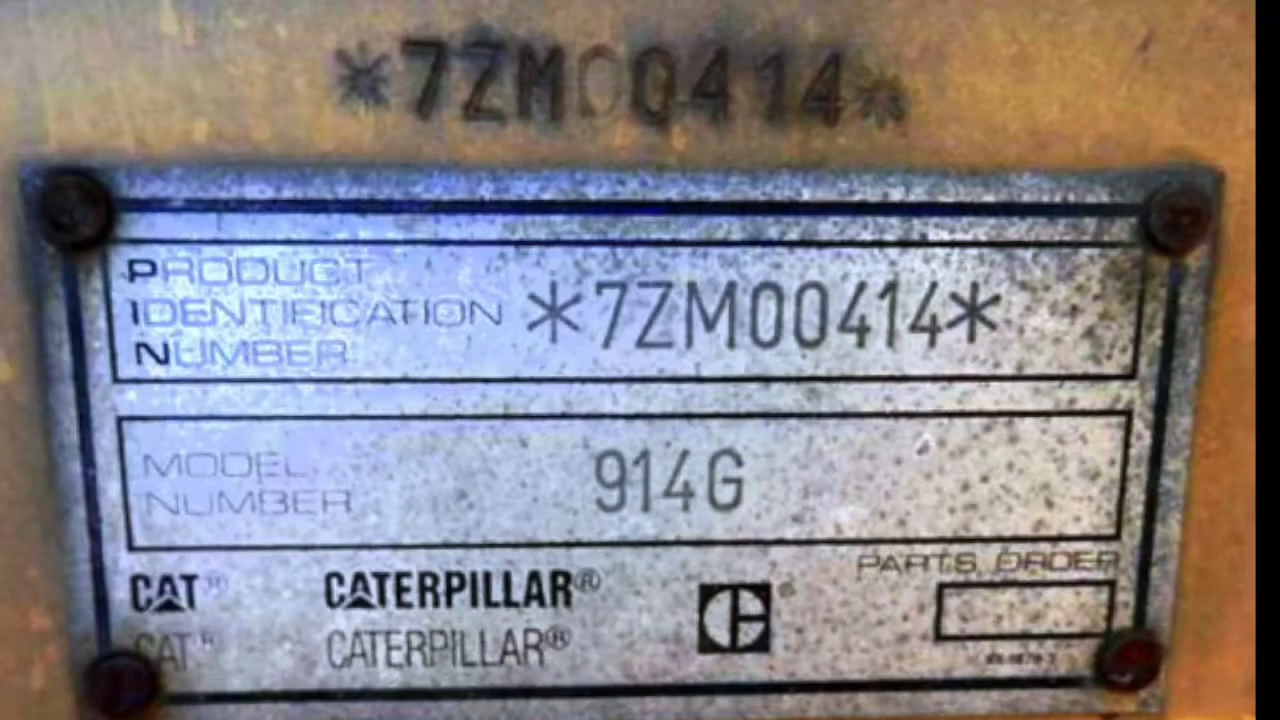 *7ZM00414*
PRODUCT
IDENTIFICATION
NUMBER
*7ZM00414*
MODEL
NUMBER
914G
CAT® CATERPILLAR®
PARTS ORDER
CAT® CATERPILLAR®